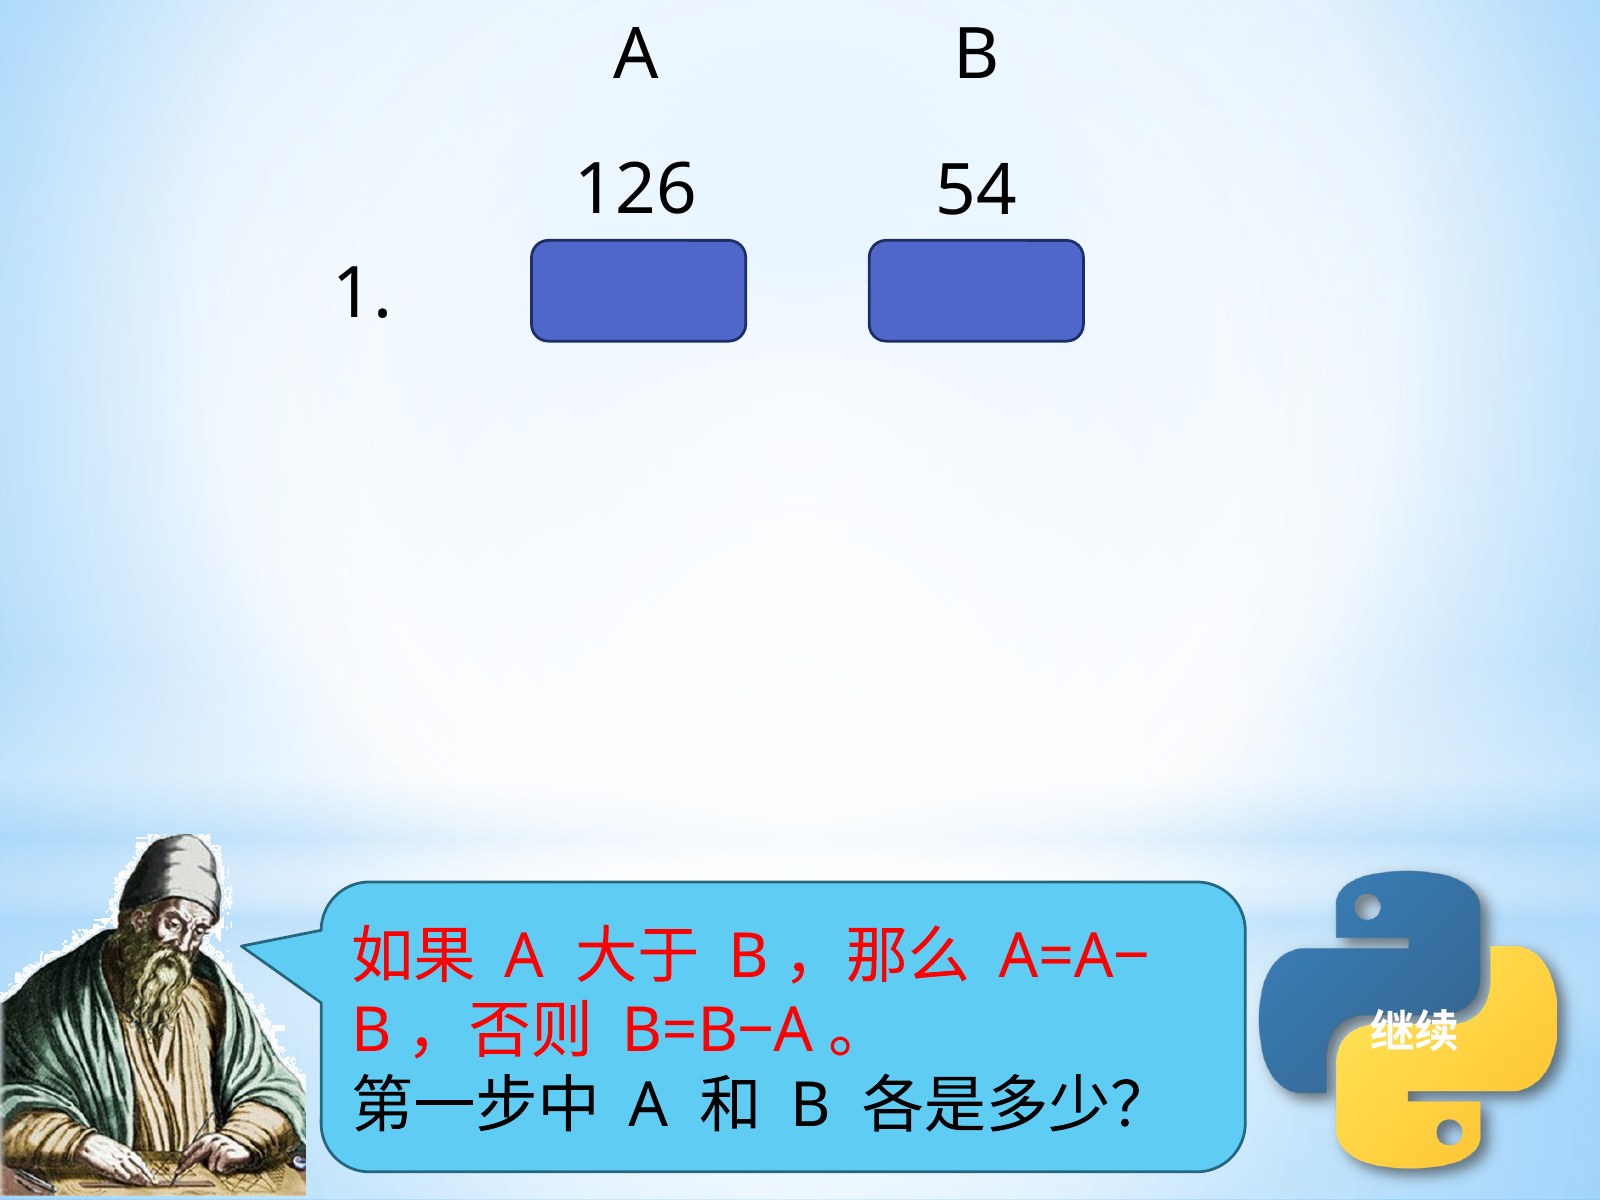 A B
126 54
1.
如果 A 大于 B，那么 A=A−
B，否则 B=B−A。
第一步中 A 和 B 各是多少？
继续